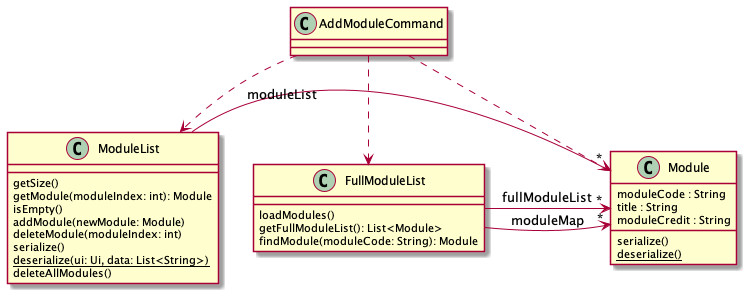 C AddModuleCommand
moduleList
C ModuleList
getSize()
getModule(moduleIndex: int): Module
isEmpty()
addModule(newModule: Module)
deleteModule(moduleIndex: int)
serialize()
deserialize(ui: Ui, data: List<String>)
deleteAllModules()
C FullModuleList
loadModules()
getFullModuleList(): List<Module>
findModule(moduleCode: String): Module
fullModuleList
moduleMap
*
*
*
C Module
moduleCode : String
title : String
moduleCredit : String
serialize()
deserialize()